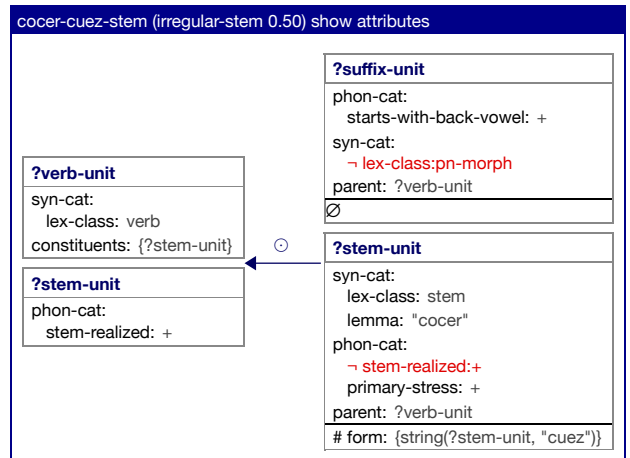 cocer-cuez-stem (irregular-stem 0.50) show attributes
?verb-unit
syn-cat:
lex-class: verb
constituents: {?stem-unit}
?stem-unit
phon-cat:
stem-realized: +
⊙
?suffix-unit
phon-cat:
starts-with-back-vowel: +
syn-cat:
¬ lex-class:pn-morph
parent: ?verb-unit
∅
?stem-unit
syn-cat:
lex-class: stem
lemma: "cocer"
phon-cat:
¬ stem-realized:+
primary-stress: +
parent: ?verb-unit
# form: {string(?stem-unit, "cuez")}